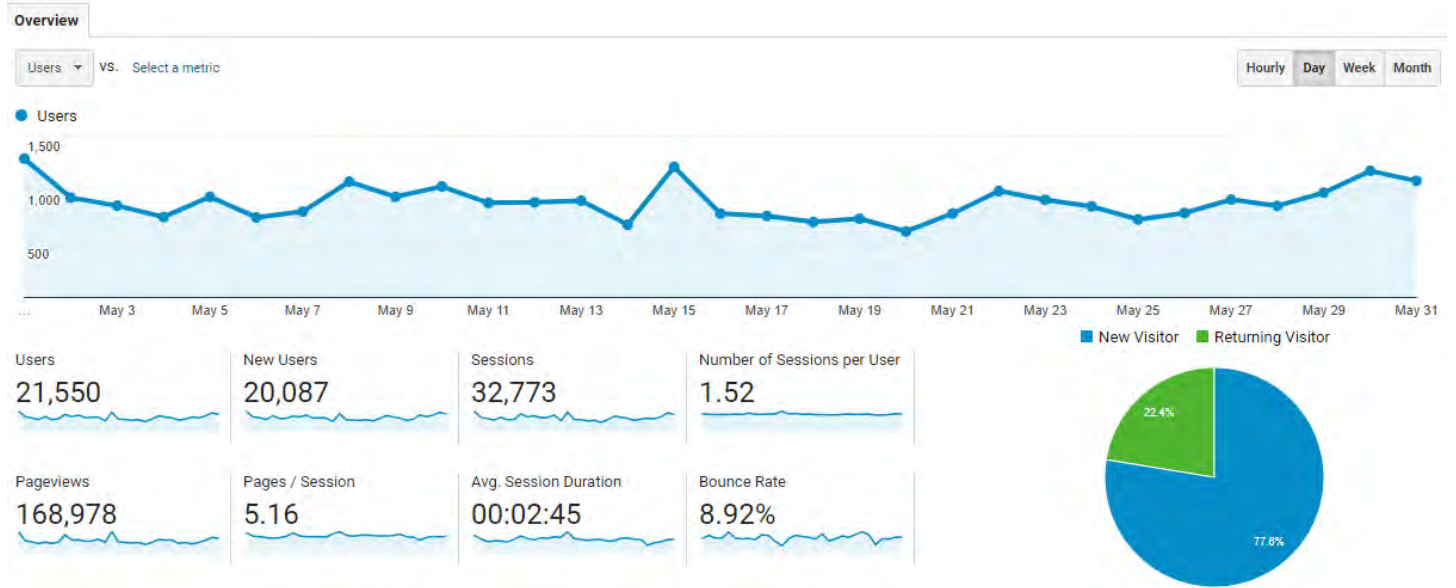 Overview
Users vs. Select a metric
Hourly Day Week Month
Users
1,500
1,000
500
... May 3 May 5 May 7 May 9 May 11 May 13 May 15 May 17 May 19 May 21 May 23 May 25 May 27 May 29 May 31
New Visitor Returning Visitor
Users New Users Sessions Number of Sessions per User
21,550 20,087 32,773 1.52
22.4%
Pageviews Pages / Session Avg. Session Duration Bounce Rate
168,978 5.16 00:02:45 8.92%
77.6%